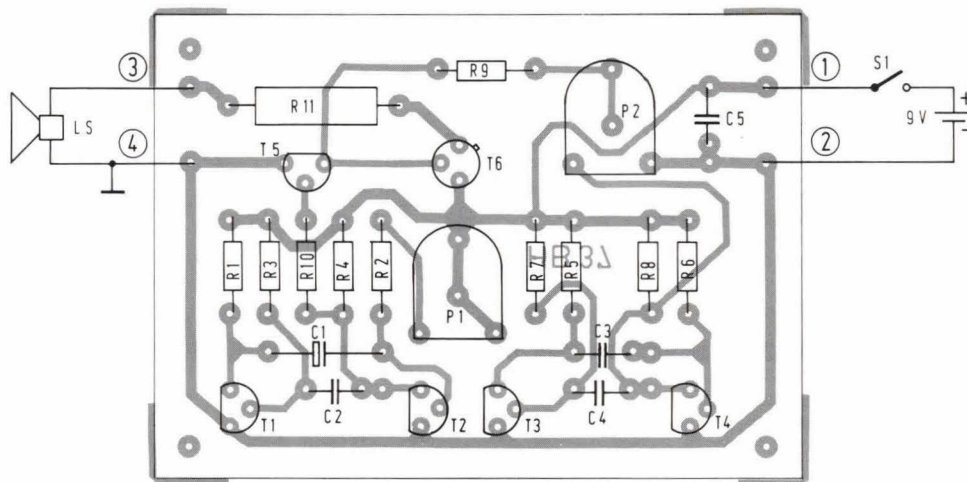 3
1
S1
R9
R11
P2
C5
+
9V
-
LS
4
2
T5
T6
R1
R3
R10
R4
R2
P1
R7
HB37
R5
R8
R6
C1
C2
C3
C4
T1
T2
T3
T4